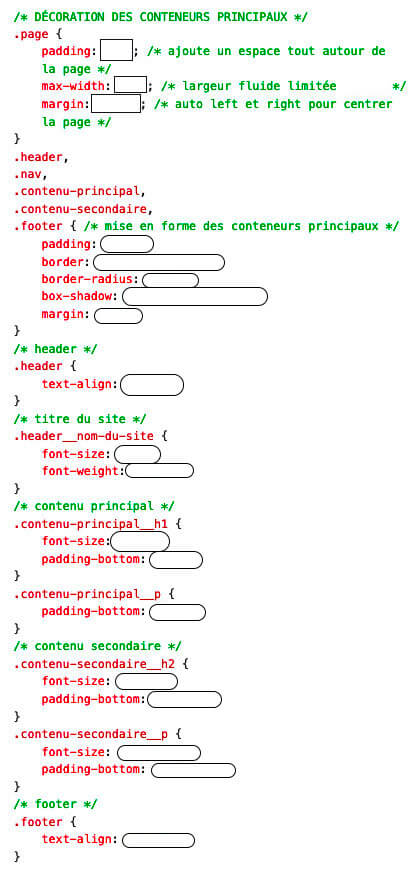 /* DÉCORATION DES CONTENEURS PRINCIPAUX */
.page {
padding: ; /* ajoute un espace tout autour de
la page */
max-width: ; /* largeur fluide limitée */
margin: ; /* auto left et right pour centrer
la page */
}
.header,
.nav,
.contenu-principal,
.contenu-secondaire,
.footer { /* mise en forme des conteneurs principaux */
padding:
border:
border-radius:
box-shadow:
margin:
}
/* header */
.header {
text-align:
}
/* titre du site */
.header__nom-du-site {
font-size:
font-weight:
}
/* contenu principal */
.contenu-principal__h1 {
font-size:
padding-bottom:
}
.contenu-principal__p {
padding-bottom:
}
/* contenu secondaire */
.contenu-secondaire__h2 {
font-size:
padding-bottom:
}
.contenu-secondaire__p {
font-size:
padding-bottom:
}
/* footer */
.footer {
text-align:
}